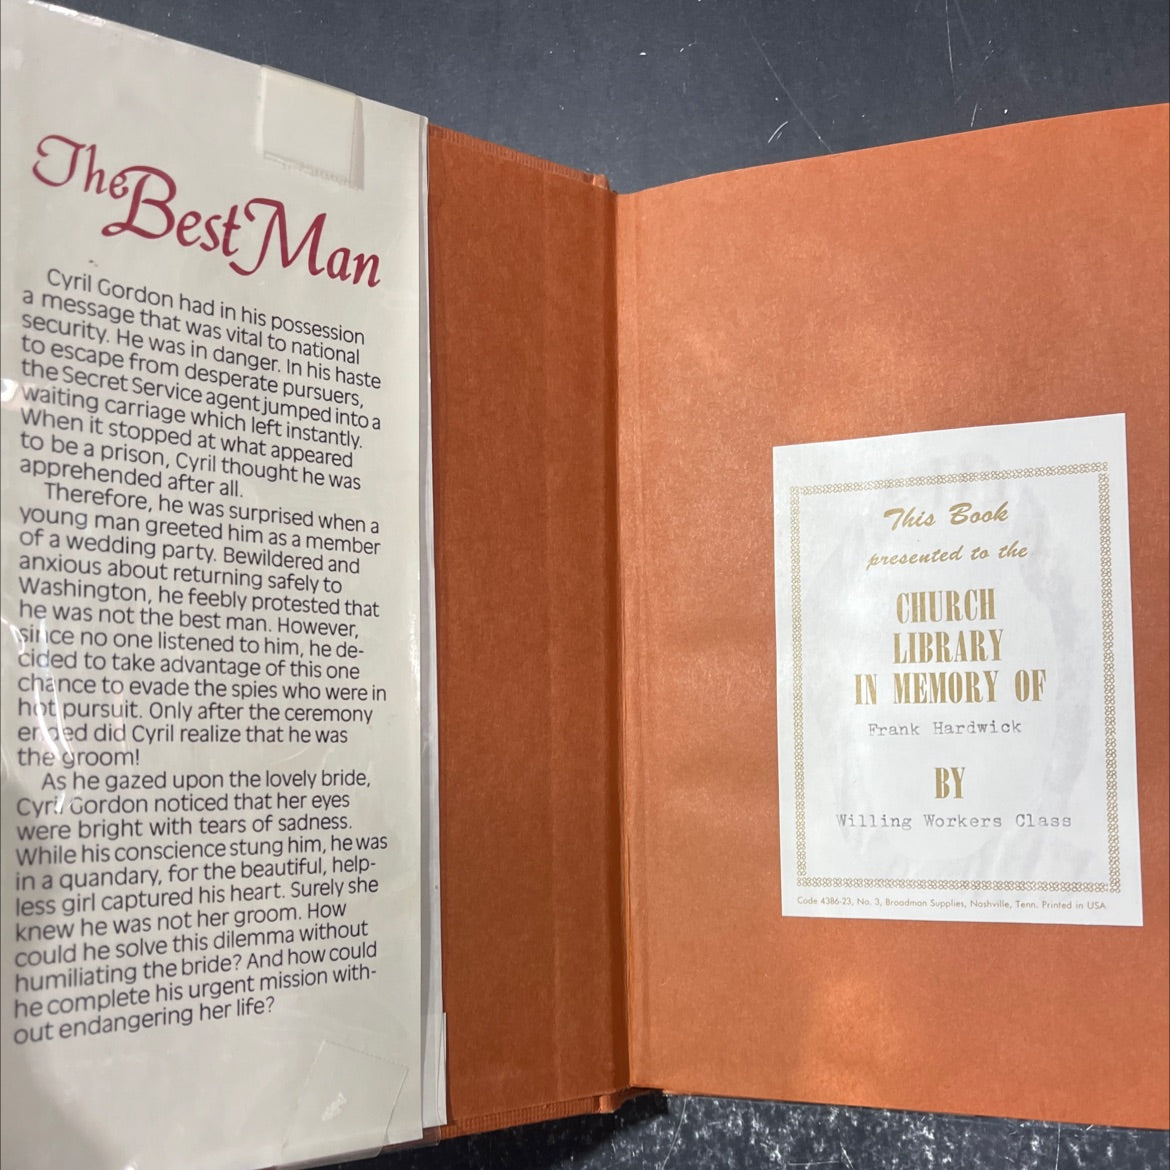 The Best Man
Cyril Gordon had in his possession
a message that was vital to national
security. He was in danger. In his haste
to escape from desperate pursuers,
the Secret Service agent jumped into a
waiting carriage which left instantly.
When it stopped at what appeared
to be a prison, Cyril thought he was
apprehended after all.
Therefore, he was surprised when a
young man greeted him as a member
of a wedding party. Bewildered and
anxious about returning safely to
Washington, he feebly protested that
he was not the best man. However,
since no one listened to him, he de-
cided to take advantage of this one
chance to evade the spies who were in
hot pursuit. Only after the ceremony
ended did Cyril realize that he was
the groom!
As he gazed upon the lovely bride,
Cyril Gordon noticed that her eyes
were bright with tears of sadness.
While his conscience stung him, he was
in a quandary, for the beautiful, help-
less girl captured his heart. Surely she
knew he was not her groom. How
could he solve this dilemma without
humiliating the bride? And how could
he complete his urgent mission with-
out endangering her life?
This Book
presented to the
CHURCH
LIBRARY
IN MEMORY OF
Frank Hardwick
BY
Willing Workers Class
Code 4386-23, No. 3, Broadman Supplies, Nashville, Tenn. Printed in USA